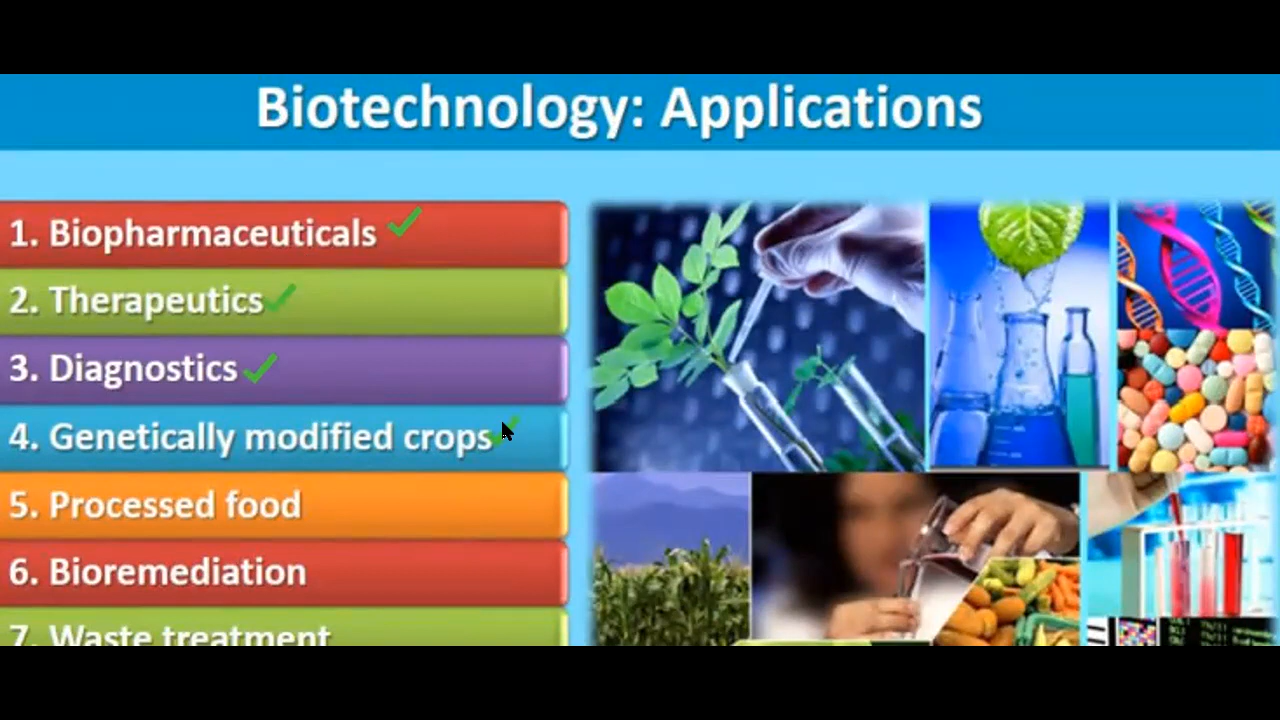 Biotechnology: Applications
1. Biopharmaceuticals
2. Therapeutics
3. Diagnostics
4. Genetically modified crops
5. Processed food
6. Bioremediation
7. Waste treatment